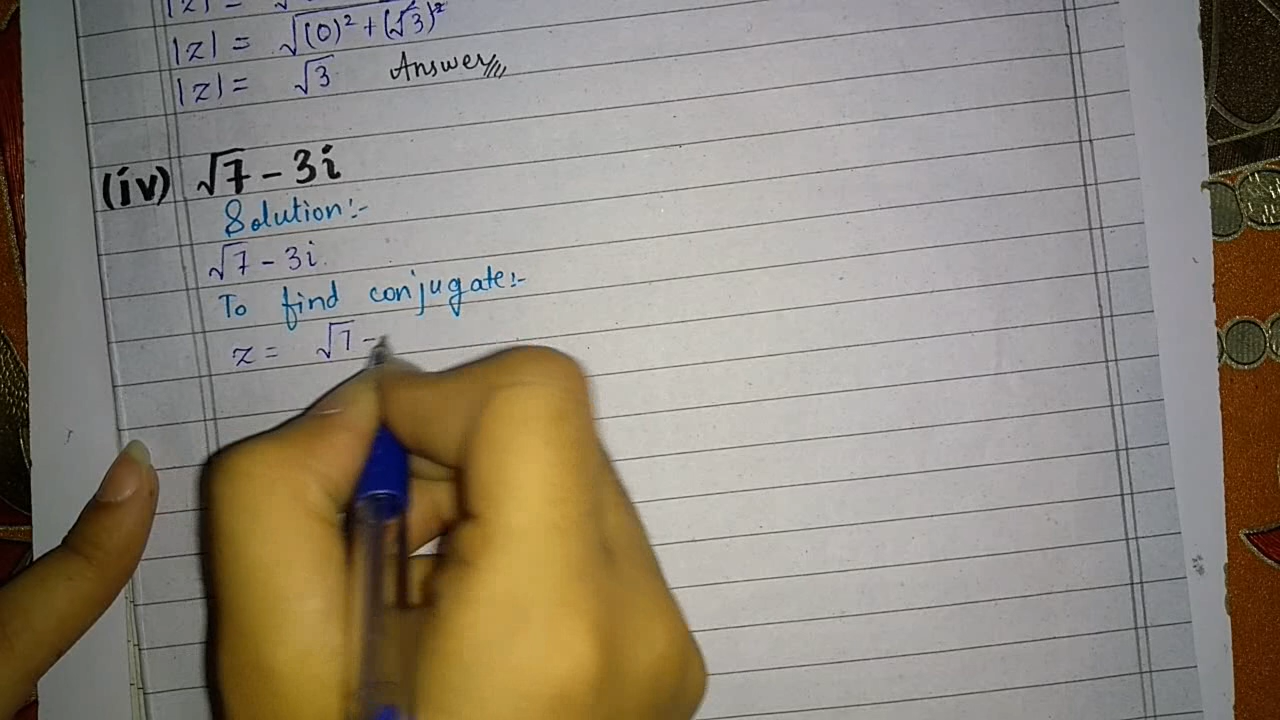 |z| = √
|z| = √(0)² + (√3)²
|z| = √3 Answer
(iv) √7 - 3i
Solution:-
√7 - 3i.
To find conjugate:-
z = √7 -